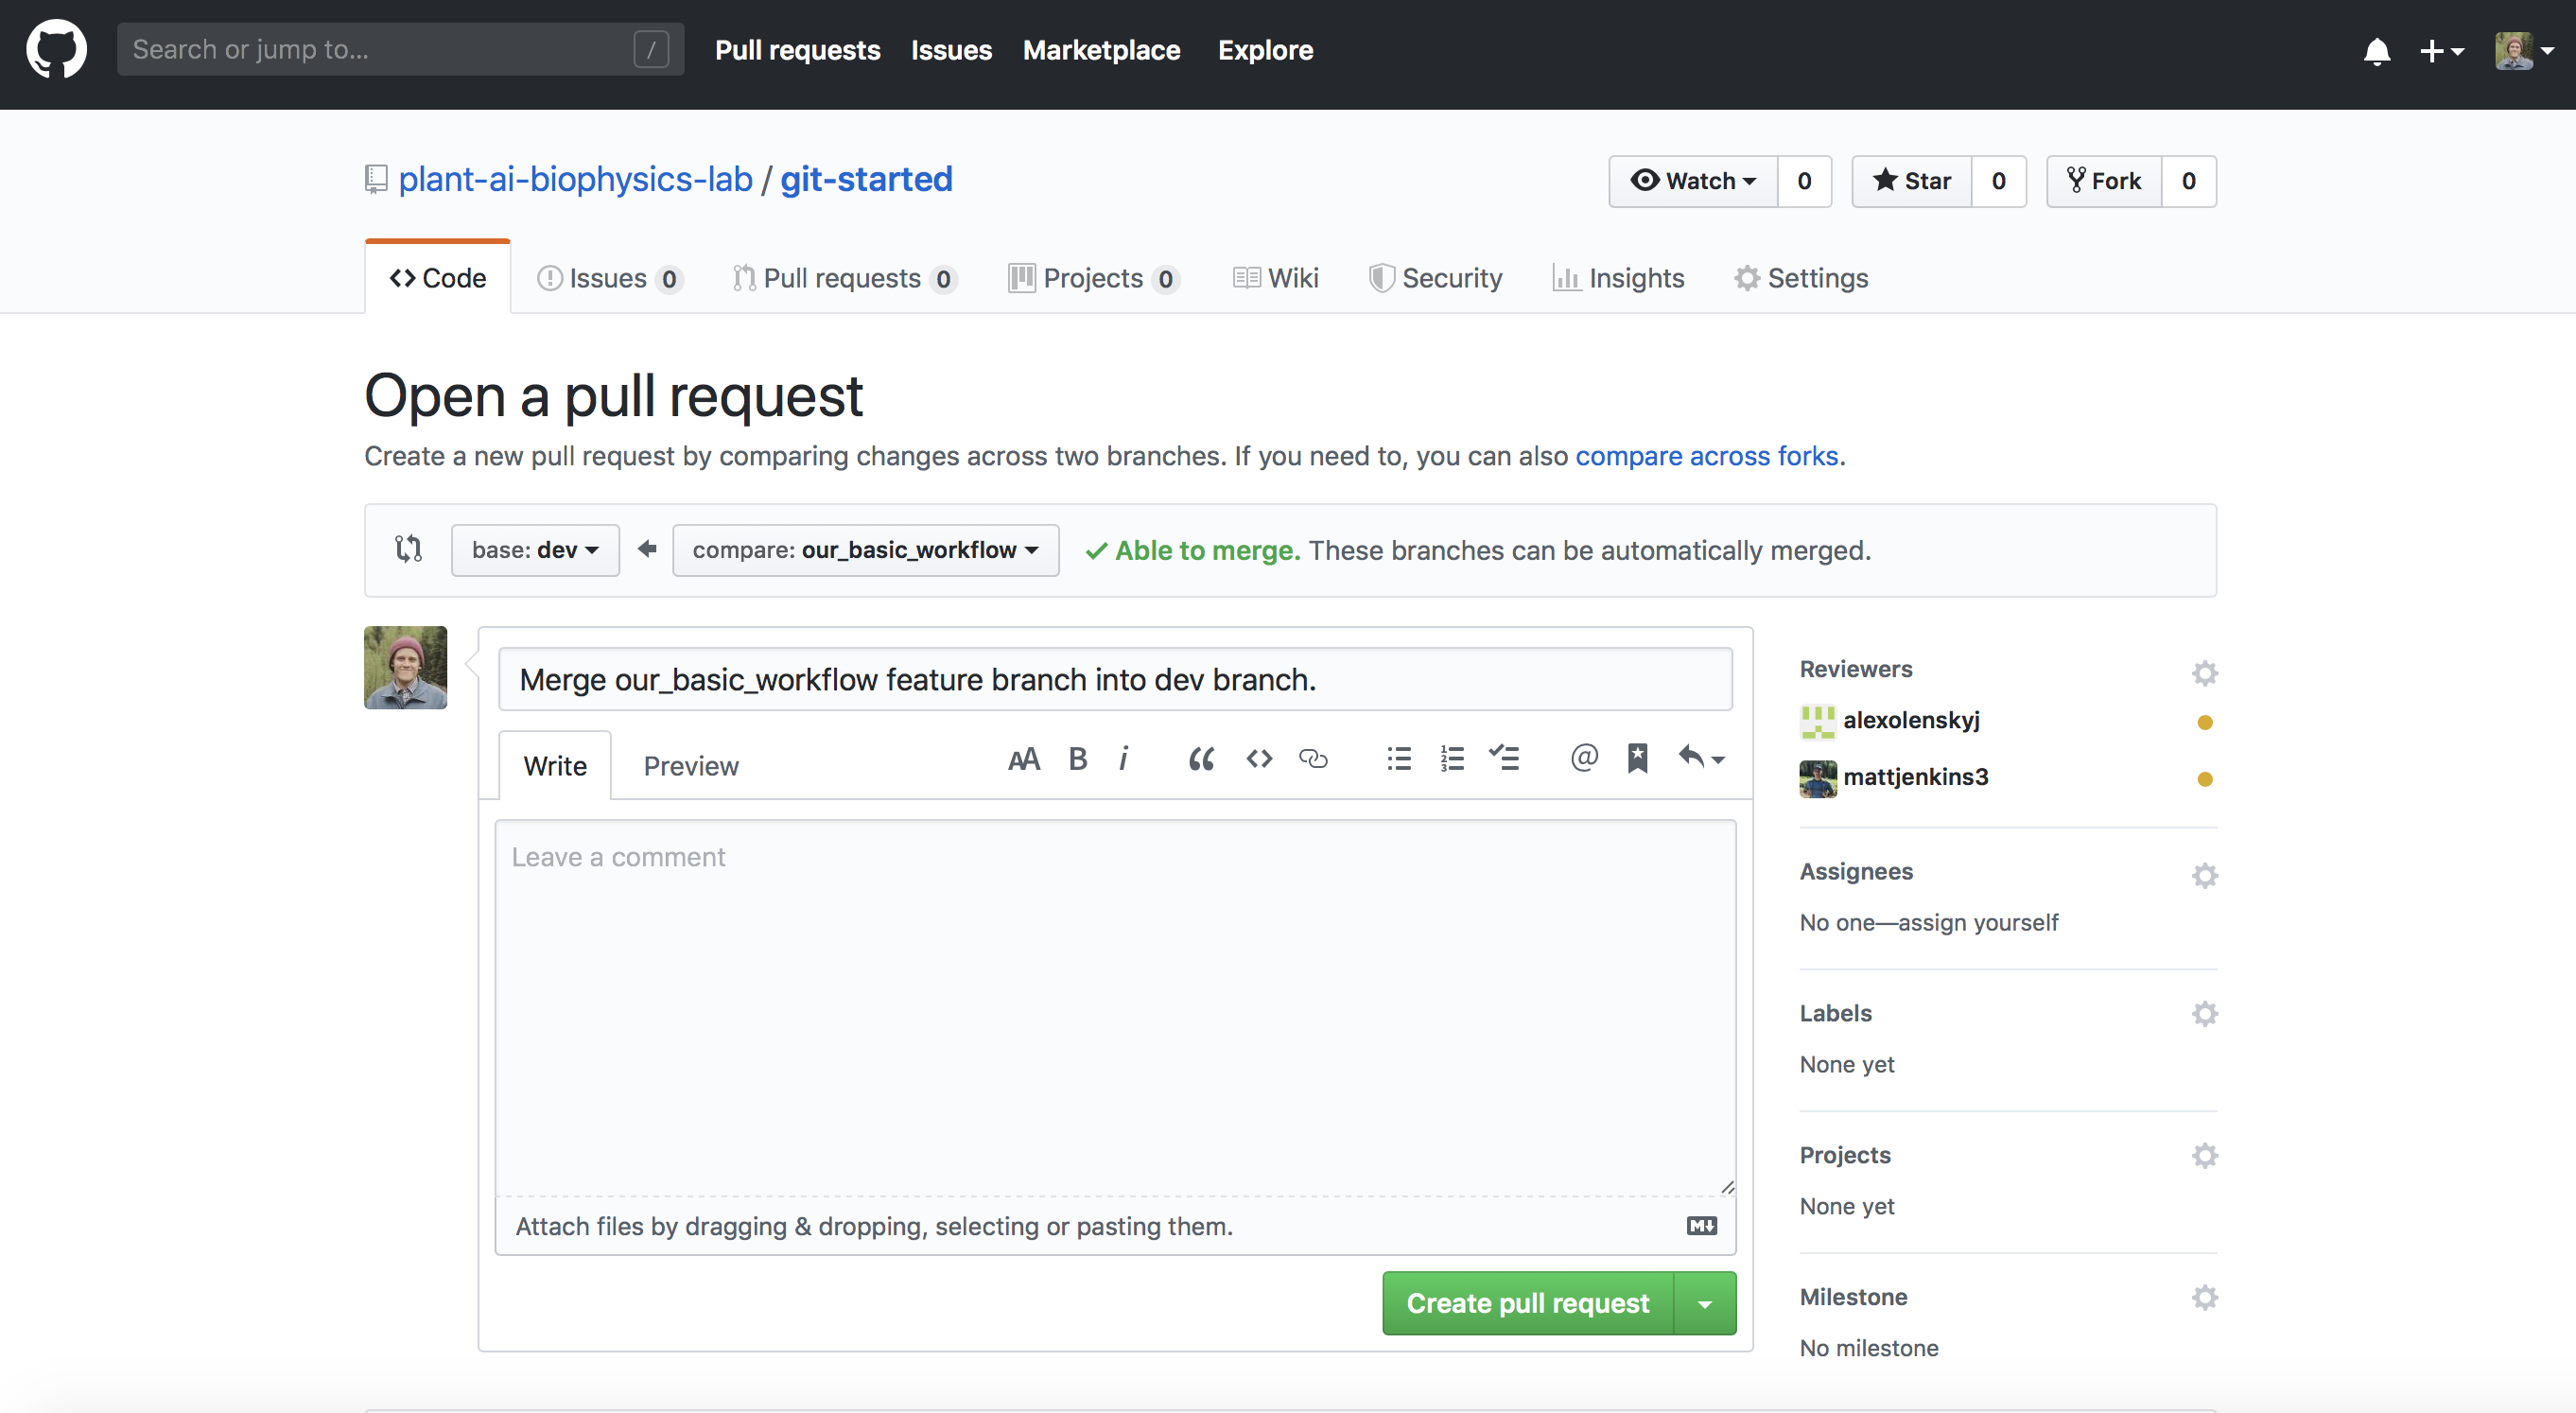 Search or jump to... /
Pull requests Issues Marketplace Explore
plant-ai-biophysics-lab / git-started
Watch 0 Star 0 Fork 0
Code Issues 0 Pull requests 0 Projects 0 Wiki Security Insights Settings
Open a pull request
Create a new pull request by comparing changes across two branches. If you need to, you can also compare across forks.
base: dev compare: our_basic_workflow Able to merge. These branches can be automatically merged.
Merge our_basic_workflow feature branch into dev branch.
Write Preview AA B i
Leave a comment
Attach files by dragging & dropping, selecting or pasting them.
Create pull request
Reviewers
alexolenskyj
mattjenkins3
Assignees
No one—assign yourself
Labels
None yet
Projects
None yet
Milestone
No milestone